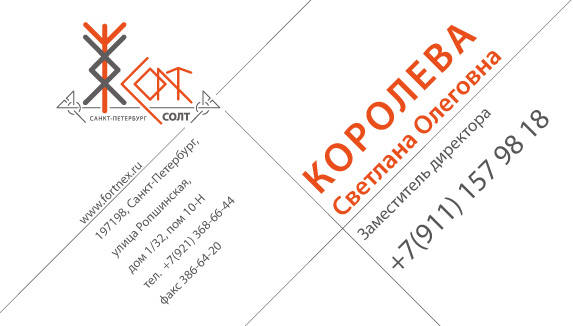 Форт
САНКТ-ПЕТЕРБУРГ
СОЛТ
www.fortnex.ru
197198, Санкт-Петербург,
улица Ропшинская,
дом 1/32, пом 10-Н
тел. +7(921) 368-66-44
факс 386-64-20
КОРОЛЕВА
Светлана Олеговна
Заместитель директора
+7(911) 157 98 18